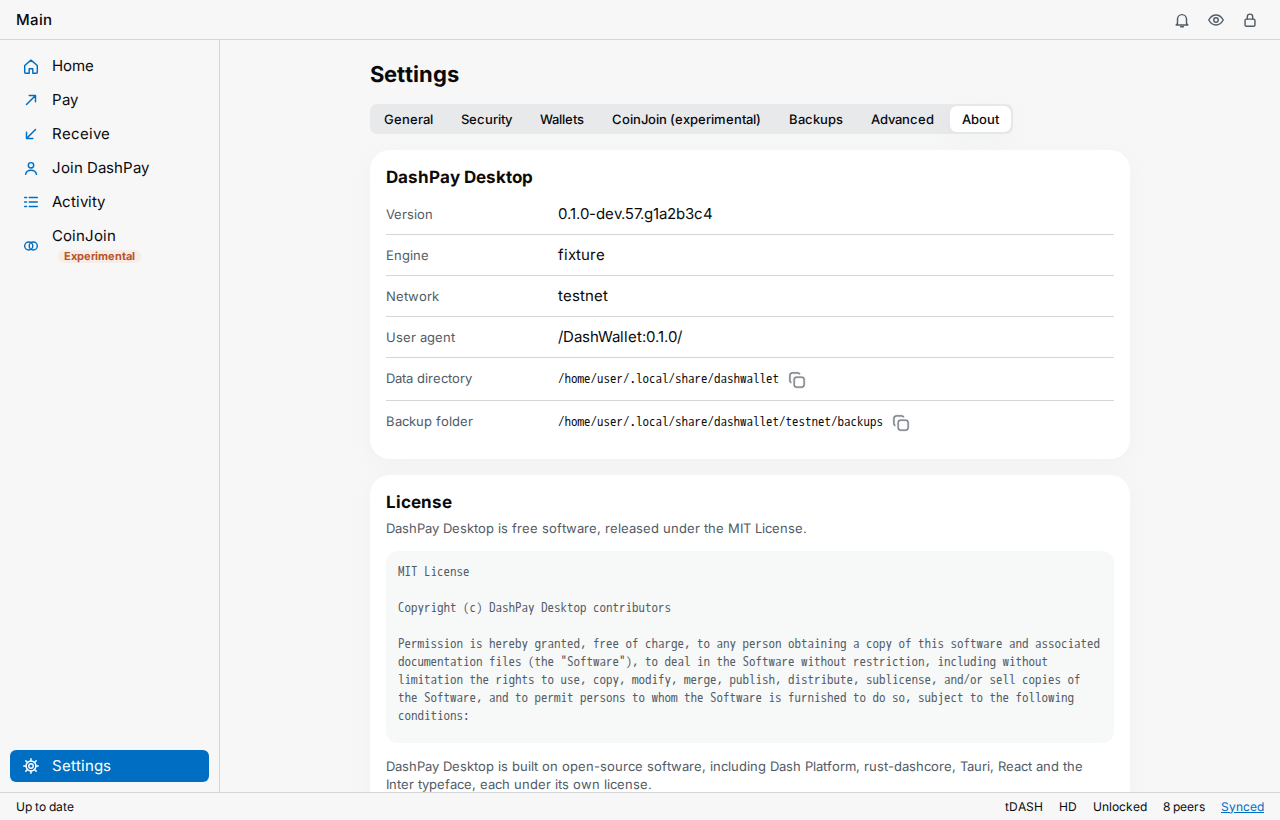 Main
Home
Pay
Receive
Join DashPay
Activity
CoinJoin
Experimental
Settings
Settings
General Security Wallets CoinJoin (experimental) Backups Advanced About
DashPay Desktop
Version 0.1.0-dev.57.g1a2b3c4
Engine fixture
Network testnet
User agent /DashWallet:0.1.0/
Data directory /home/user/.local/share/dashwallet
Backup folder /home/user/.local/share/dashwallet/testnet/backups
License
DashPay Desktop is free software, released under the MIT License.
MIT License
Copyright (c) DashPay Desktop contributors
Permission is hereby granted, free of charge, to any person obtaining a copy of this software and associated
documentation files (the "Software"), to deal in the Software without restriction, including without
limitation the rights to use, copy, modify, merge, publish, distribute, sublicense, and/or sell copies of
the Software, and to permit persons to whom the Software is furnished to do so, subject to the following
conditions:
DashPay Desktop is built on open-source software, including Dash Platform, rust-dashcore, Tauri, React and the
Inter typeface, each under its own license.
Up to date tDASH HD Unlocked 8 peers Synced